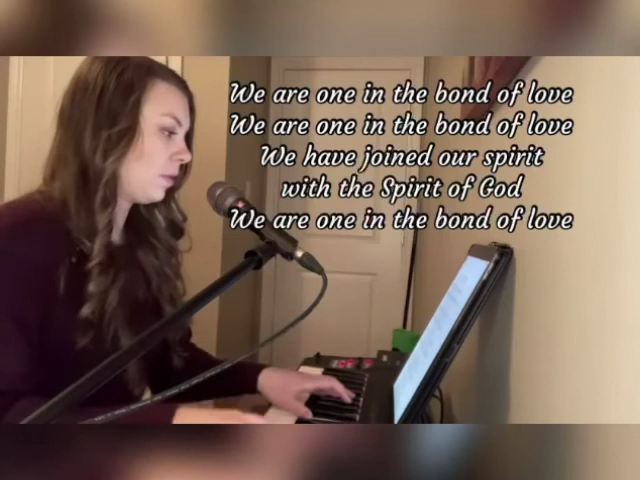 We are one in the bond of love
We are one in the bond of love
We have joined our spirit
with the Spirit of God
We are one in the bond of love